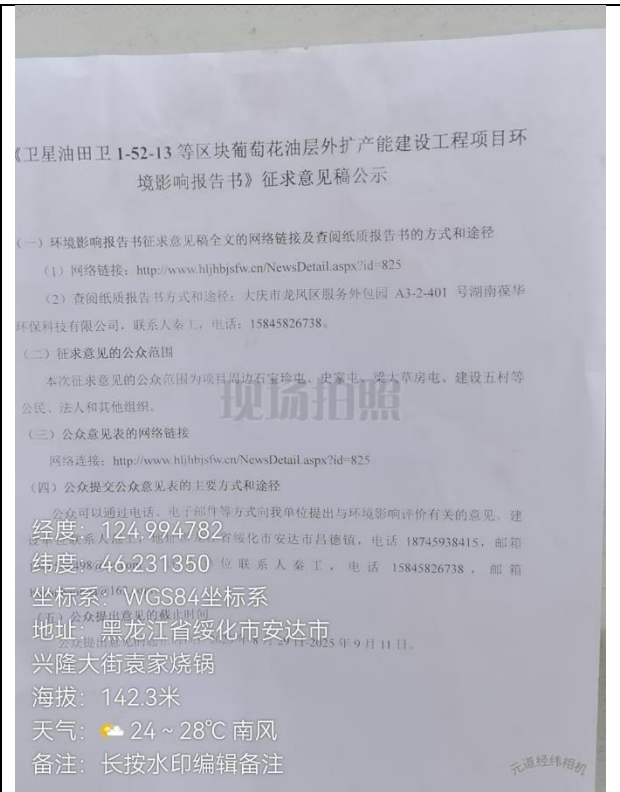 《卫星油田卫 1-52-13 等区块葡萄花油层外扩产能建设工程项目环
境影响报告书》征求意见稿公示
（一）环境影响报告书征求意见稿全文的网络链接及查阅纸质报告书的方式和途径
（1）网络链接：http://www.hljhbjsfw.cn/NewsDetail.aspx?id=825
（2）查阅纸质报告书方式和途径：大庆市龙凤区服务外包园 A3-2-401 号湖南葆华
环保科技有限公司，联系人秦工，电话：15845826738。
（二）征求意见的公众范围
本次征求意见的公众范围为项目周边石宝珍屯、史家屯、梁大草房屯、建设五村等
公民、法人和其他组织。
现场拍照
（三）公众意见表的网络链接
网络连接：http://www.hljhbjsfw.cn/NewsDetail.aspx?id=825
（四）公众提交公众意见表的主要方式和途径
公众可以通过电话、电子邮件等方式向我单位提出与环境影响评价有关的意见。建
省绥化市安达市昌德镇，电话 18745938415，邮箱
位联系人秦工，电话 15845826738，邮箱
（五）公众提出意见的截止时间
-2025 年 9 月 11 日。
经度：124.994782
纬度：46.231350
坐标系：WGS84坐标系
地址：黑龙江省绥化市安达市
兴隆大街袁家烧锅
海拔：142.3米
天气：24 ~ 28℃ 南风
备注：长按水印编辑备注
元道经纬相机